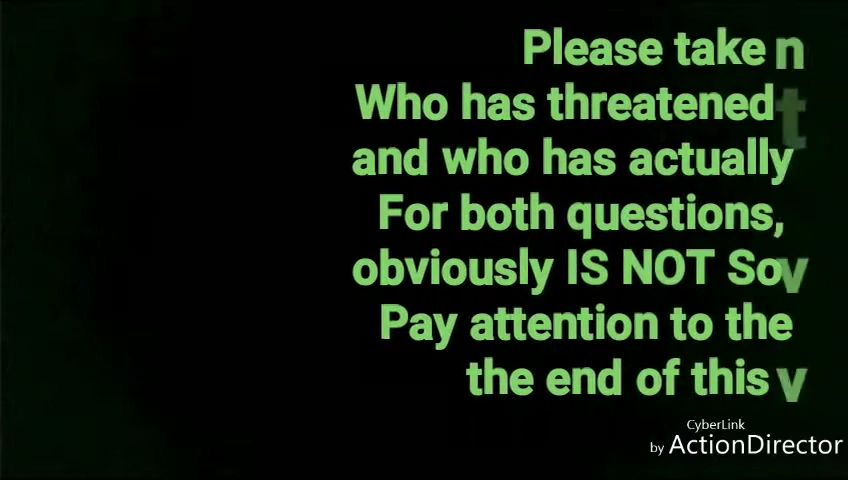 Please take n
Who has threatened t
and who has actually
For both questions,
obviously IS NOT Sov
Pay attention to the
the end of this v
CyberLink
by ActionDirector